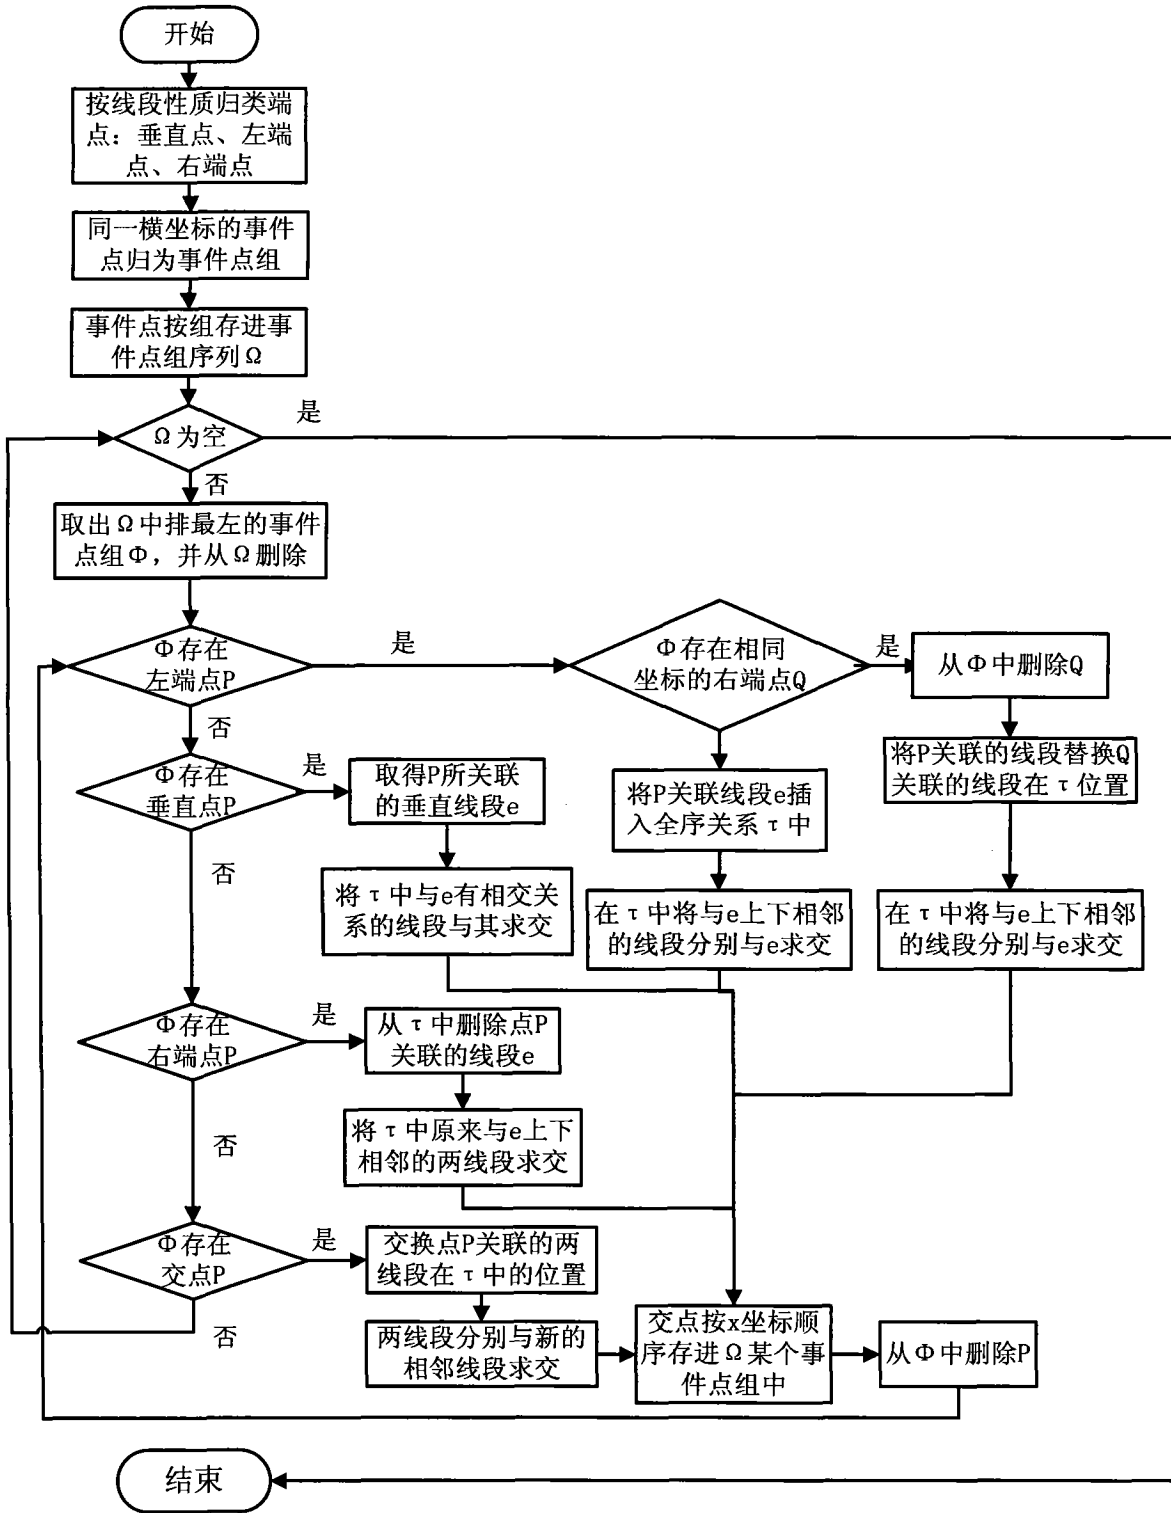 开始
按线段性质归类端
点：垂直点、左端
点、右端点
同一横坐标的事件
点归为事件点组
事件点按组存进事
件点组序列Ω
Ω为空
是
否
取出Ω中排最左的事件
点组Φ，并从Ω删除
Φ存在
左端点P
是
Φ存在相同
坐标的右端点Q
是
从Φ中删除Q
否
将P关联的线段替换Q
关联的线段在τ位置
Φ存在
垂直点P
是
取得P所关联
的垂直线段e
将P关联线段e插
入全序关系τ中
否
将τ中与e有相交关
系的线段与其求交
在τ中将与e上下相邻
的线段分别与e求交
在τ中将与e上下相邻
的线段分别与e求交
Φ存在
右端点P
是
从τ中删除点P
关联的线段e
否
将τ中原来与e上下
相邻的两线段求交
Φ存在
交点P
是
交换点P关联的两
线段在τ中的位置
否
两线段分别与新的
相邻线段求交
交点按x坐标顺
序存进Ω某个事
件点组中
从Φ中删除P
结束